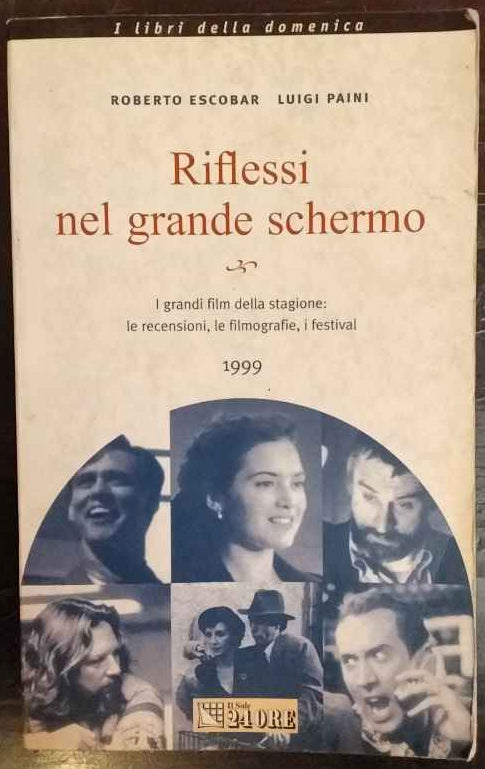 I libri della domenica
ROBERTO ESCOBAR LUIGI PAINI
Riflessi
nel grande schermo
I grandi film della stagione:
le recensioni, le filmografie, i festival
1999
Il Sole
24 ORE